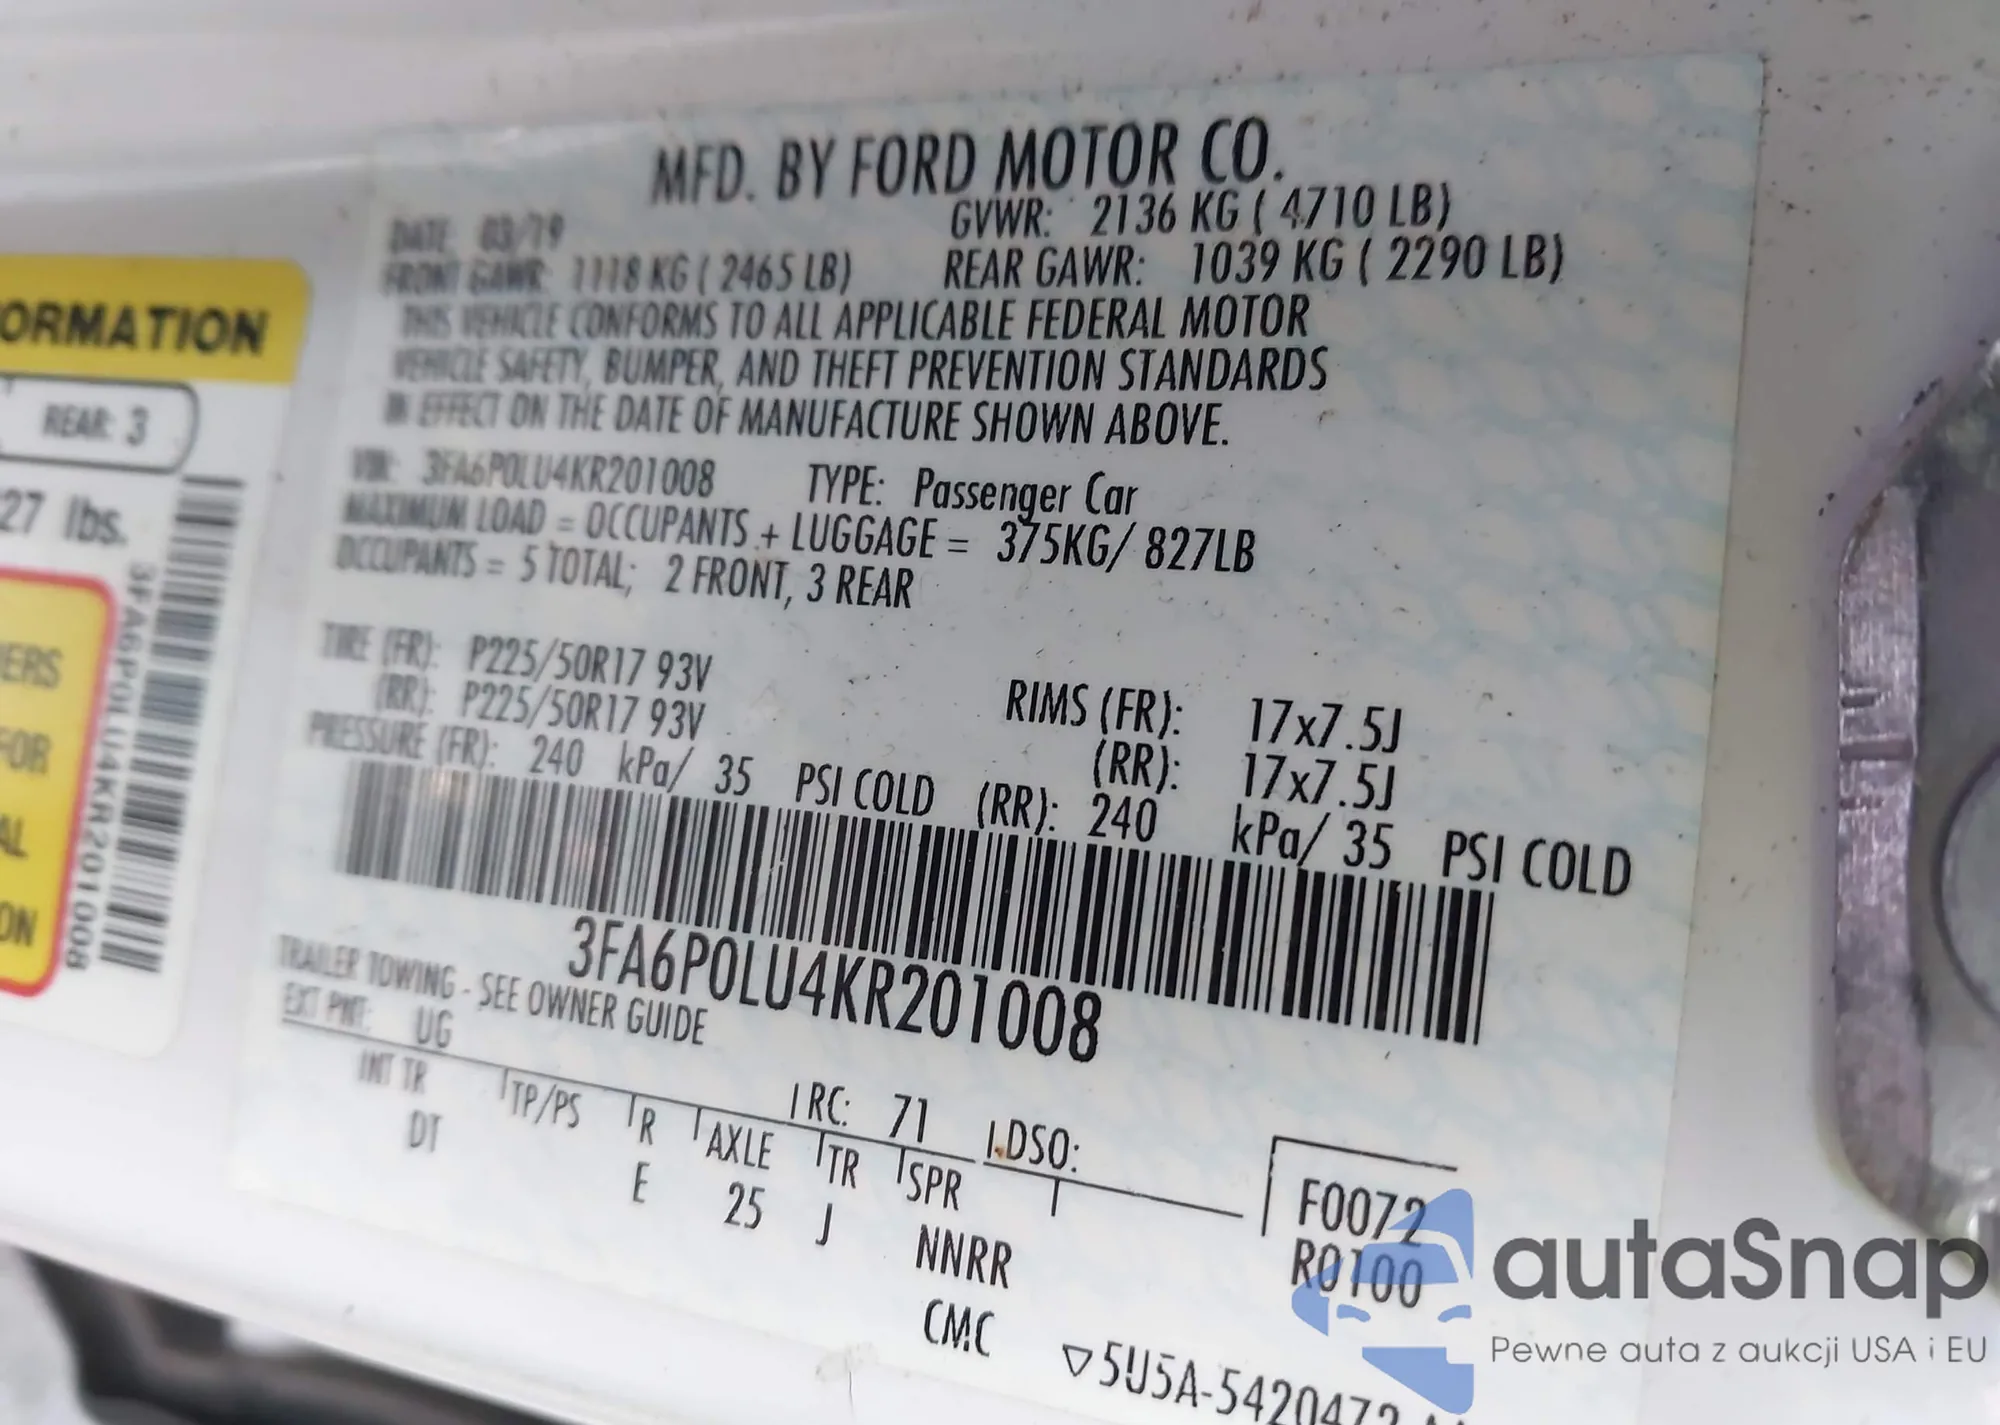 ORMATION
REAR: 3
27 lbs.
ERS
FOR
AL
ON
3FA6P0LU4KR201008
MFD. BY FORD MOTOR CO.
DATE: 03/19 GVWR: 2136 KG ( 4710 LB)
FRONT GAWR: 1118 KG ( 2465 LB) REAR GAWR: 1039 KG ( 2290 LB)
THIS VEHICLE CONFORMS TO ALL APPLICABLE FEDERAL MOTOR
VEHICLE SAFETY, BUMPER, AND THEFT PREVENTION STANDARDS
IN EFFECT ON THE DATE OF MANUFACTURE SHOWN ABOVE.
VIN: 3FA6P0LU4KR201008 TYPE: Passenger Car
MAXIMUM LOAD = OCCUPANTS + LUGGAGE = 375KG/ 827LB
OCCUPANTS = 5 TOTAL; 2 FRONT, 3 REAR
TIRE (FR): P225/50R17 93V RIMS (FR): 17x7.5J
(RR): P225/50R17 93V (RR): 17x7.5J
PRESSURE (FR): 240 kPa/ 35 PSI COLD (RR): 240 kPa/ 35 PSI COLD
3FA6P0LU4KR201008
TRAILER TOWING - SEE OWNER GUIDE
EXT PNT: UG RC: 71 DSO:
INT TR TP/PS R AXLE TR SPR
DT E 25 J NNRR
CMC
F0072
R0100
▽5U5A-5420472
autaSnap
Pewne auta z aukcji USA i EU